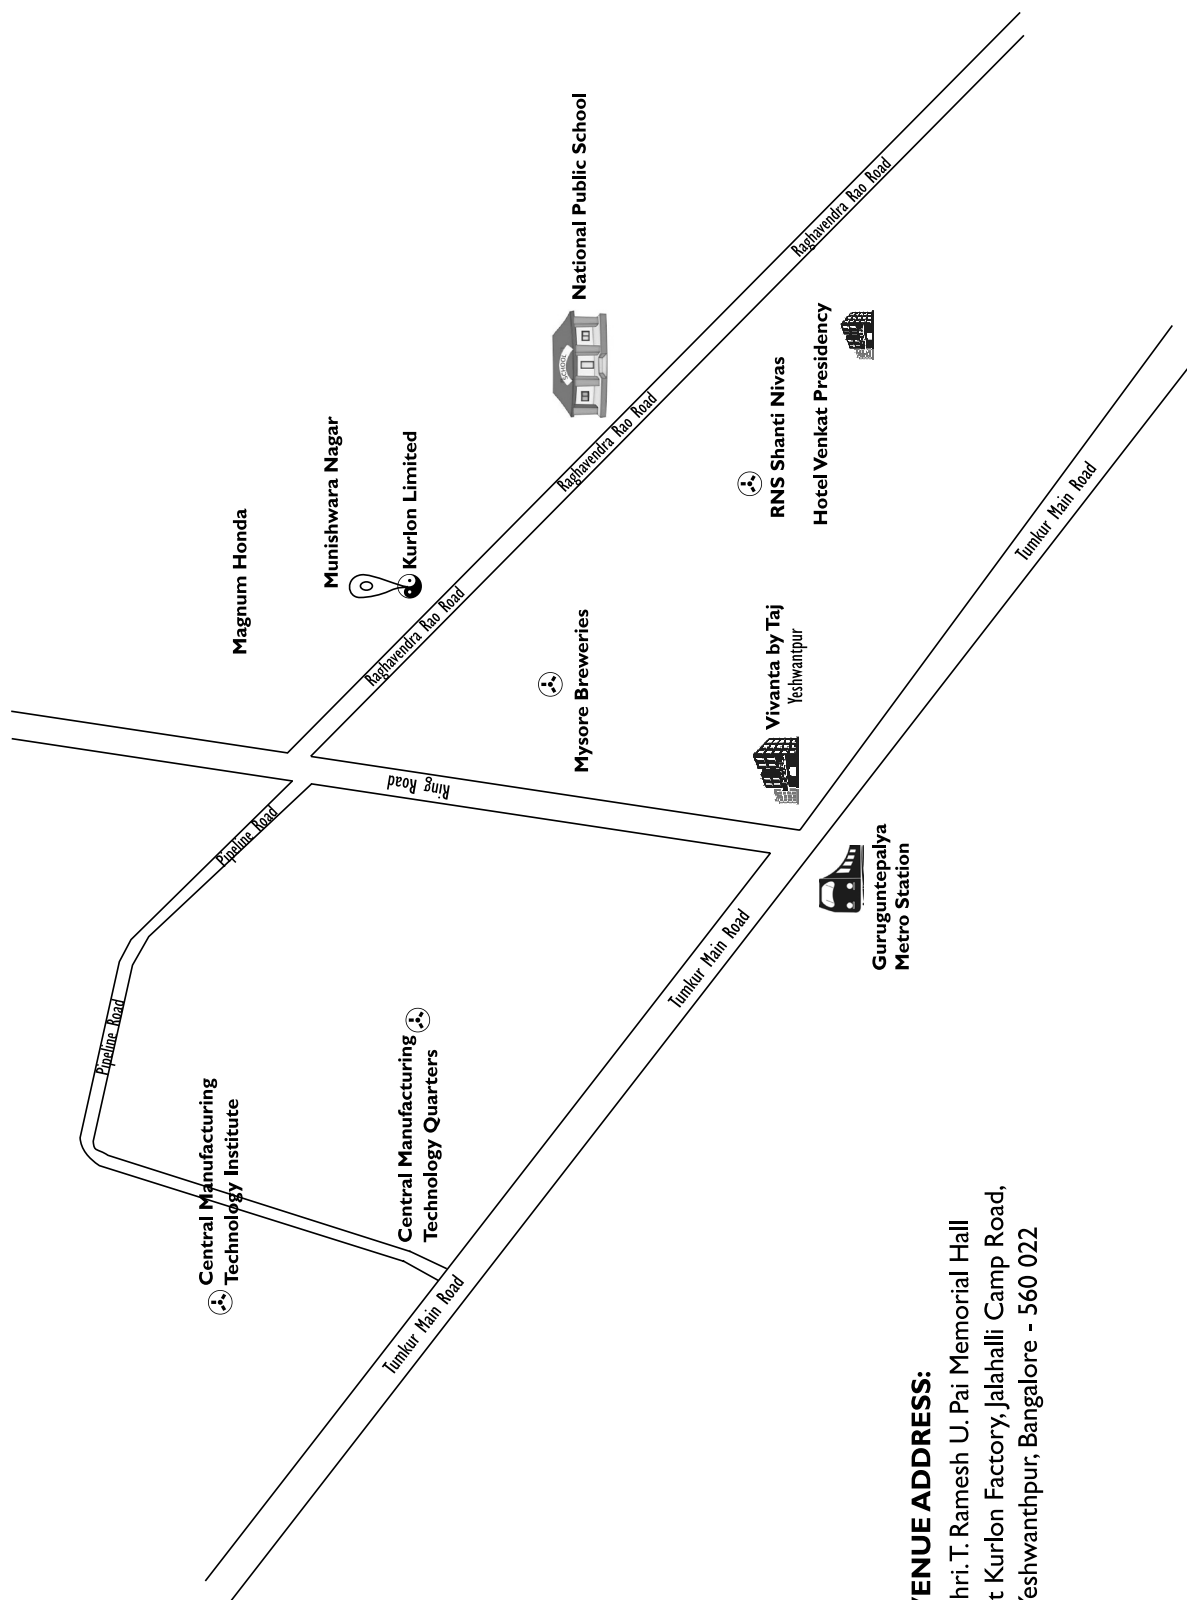 Pipeline Road
Central Manufacturing
Technology Institute
Magnum Honda
Pipeline Road
Munishwara Nagar
Central Manufacturing
Technology Quarters
Kurlon Limited
Raghavendra Rao Road
Ring Road
Tumkur Main Road
SCHOOL
National Public School
Mysore Breweries
Raghavendra Rao Road
Tumkur Main Road
Vivanta by Taj
Yeshwantpur
RNS Shanti Nivas
Hotel Venkat Presidency
Raghavendra Rao Road
Guruguntepalya
Metro Station
Tumkur Main Road
ENUE ADDRESS:
hri. T. Ramesh U. Pai Memorial Hall
t Kurlon Factory, Jalahalli Camp Road,
Yeshwanthpur, Bangalore - 560 022